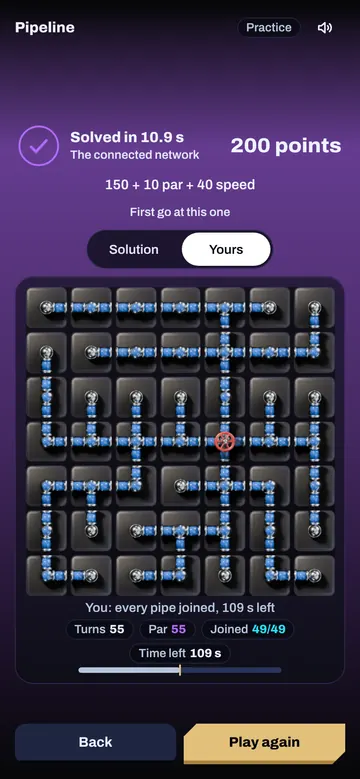 Pipeline
Practice
Solved in 10.9 s
The connected network
200 points
150 + 10 par + 40 speed
First go at this one
Solution
Yours
You: every pipe joined, 109 s left
Turns 55
Par 55
Joined 49/49
Time left 109 s
Back
Play again